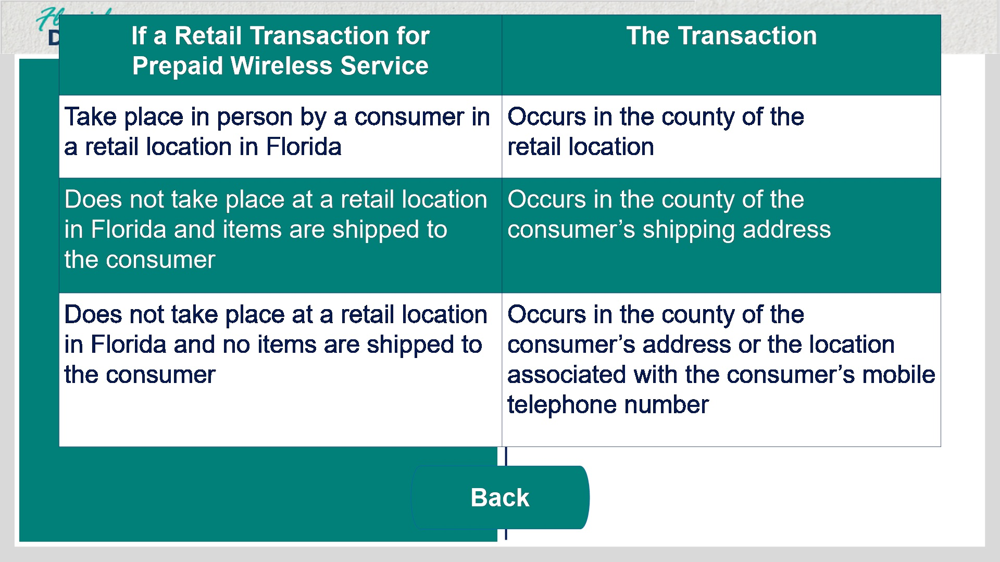 If a Retail Transaction for
Prepaid Wireless Service
The Transaction
Take place in person by a consumer in
a retail location in Florida
Occurs in the county of the
retail location
Does not take place at a retail location
in Florida and items are shipped to
the consumer
Occurs in the county of the
consumer’s shipping address
Does not take place at a retail location
in Florida and no items are shipped to
the consumer
Occurs in the county of the
consumer’s address or the location
associated with the consumer’s mobile
telephone number
Back